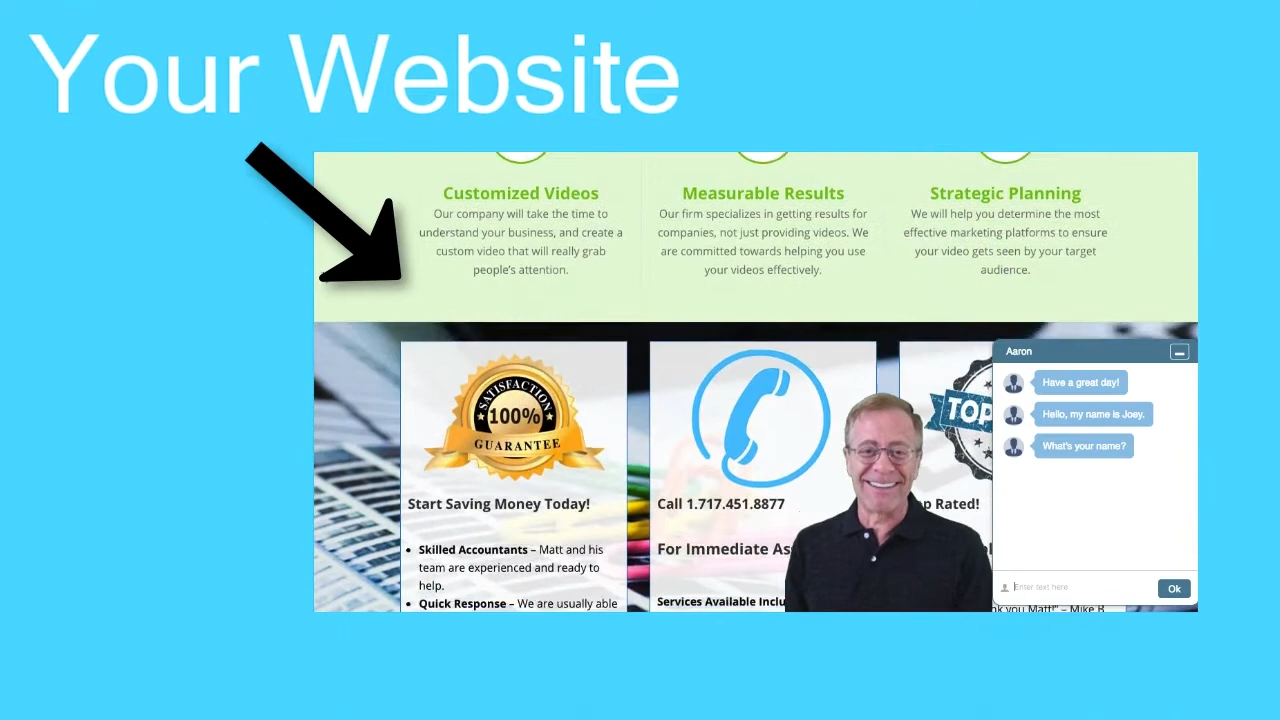 Your Website
Customized Videos
Our company will take the time to
understand your business, and create a
custom video that will really grab
people's attention.
Measurable Results
Our firm specializes in getting results for
companies, not just providing videos. We
are committed towards helping you use
your videos effectively.
Strategic Planning
We will help you determine the most
effective marketing platforms to ensure
your video gets seen by your target
audience.
SATISFACTION
100%
GUARANTEE
Start Saving Money Today!
• Skilled Accountants – Matt and his
team are experienced and ready to
help.
• Quick Response – We are usually able
Call 1.717.451.8877
For Immediate As
Services Available Inclu
TOP
op Rated!
nk you Matt!" – Mike B
Aaron
Have a great day!
Hello, my name is Joey.
What's your name?
Enter text here
Ok